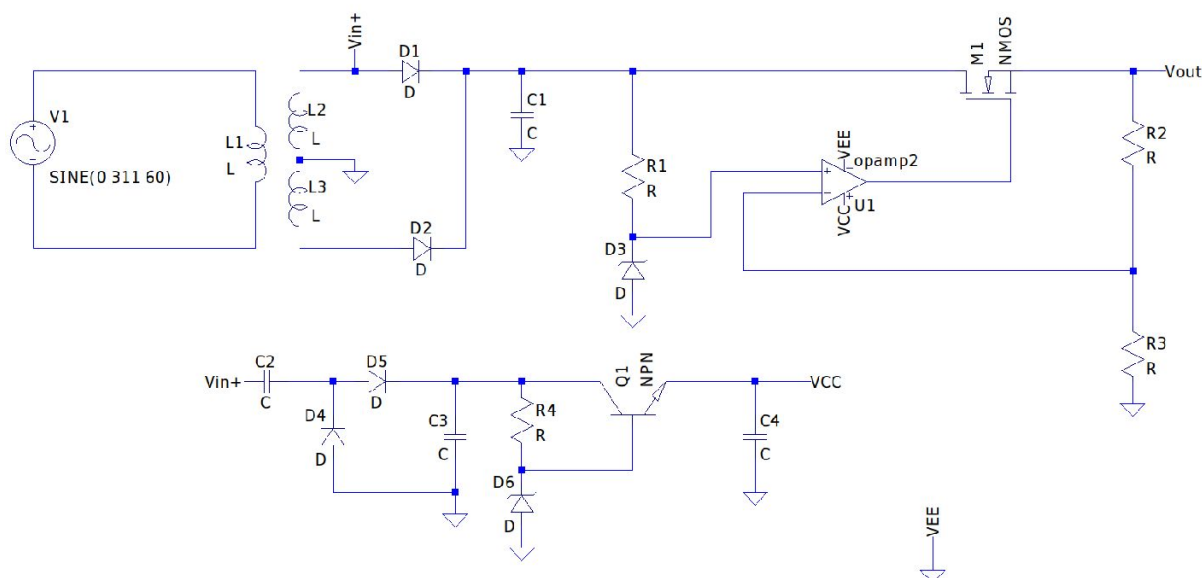 Vin+
D1
D
V1
SINE(0 311 60)
L1
L
L2
L
L3
L
D2
D
C1
C
R1
R
D3
D
VEE
opamp2
VCC
U1
M1
NMOS
Vout
R2
R
R3
R
Vin+
C2
C
D4
D
D5
D
C3
C
R4
R
D6
D
Q1
NPN
VCC
C4
C
VEE